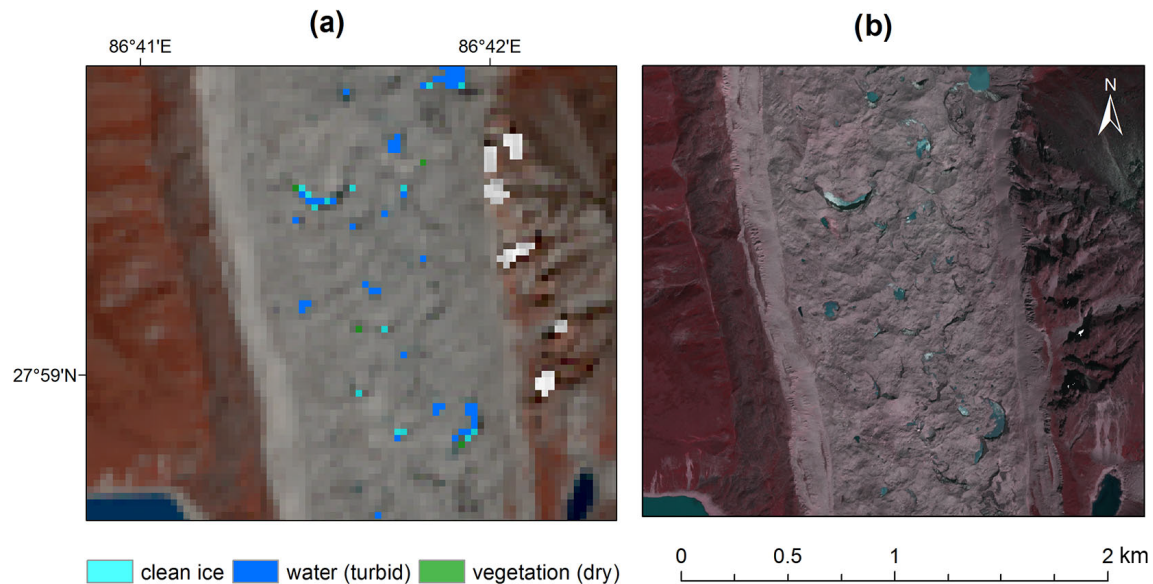 (a)
(b)
86°41'E
86°42'E
N
27°59'N
clean ice
water (turbid)
vegetation (dry)
0
0.5
1
2 km